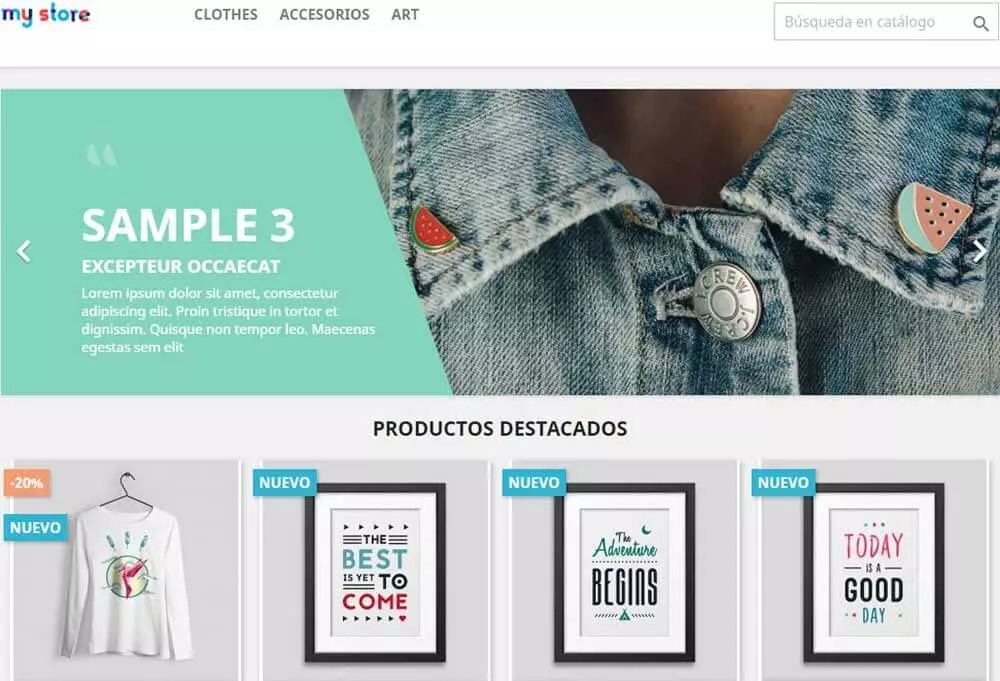 my store
CLOTHES ACCESORIOS ART
Búsqueda en catálogo
SAMPLE 3
EXCEPTEUR OCCAECAT
Lorem ipsum dolor sit amet, consectetur
adipiscing elit. Proin tristique in tortor et
dignissim. Quisque non tempor leo. Maecenas
egestas sem elit
J.CREW J.CREW
PRODUCTOS DESTACADOS
-20%
NUEVO
NUEVO
THE
BEST
IS YET TO
COME
NUEVO
The
Adventure
BEGINS
NUEVO
TODAY
IS A
GOOD
DAY